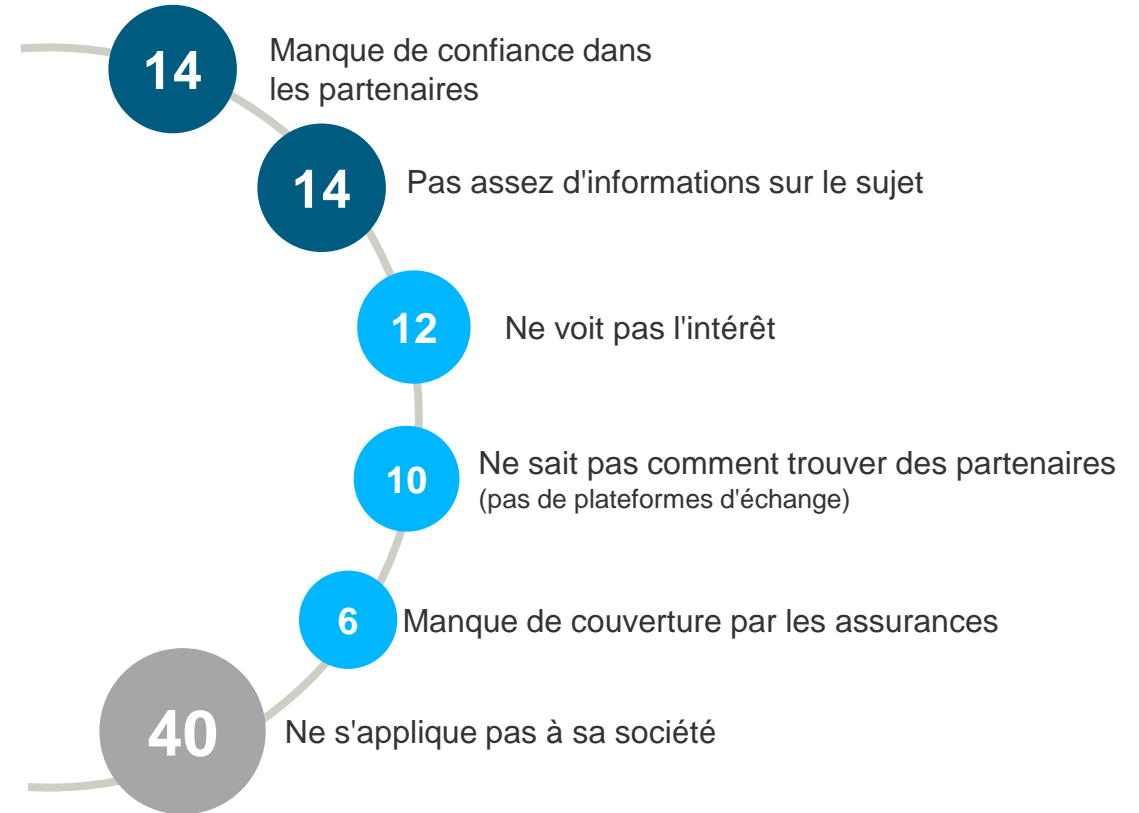 14
Manque de confiance dans
les partenaires
14
Pas assez d'informations sur le sujet
12
Ne voit pas l'intérêt
10
Ne sait pas comment trouver des partenaires
(pas de plateformes d'échange)
6
Manque de couverture par les assurances
40
Ne s'applique pas à sa société